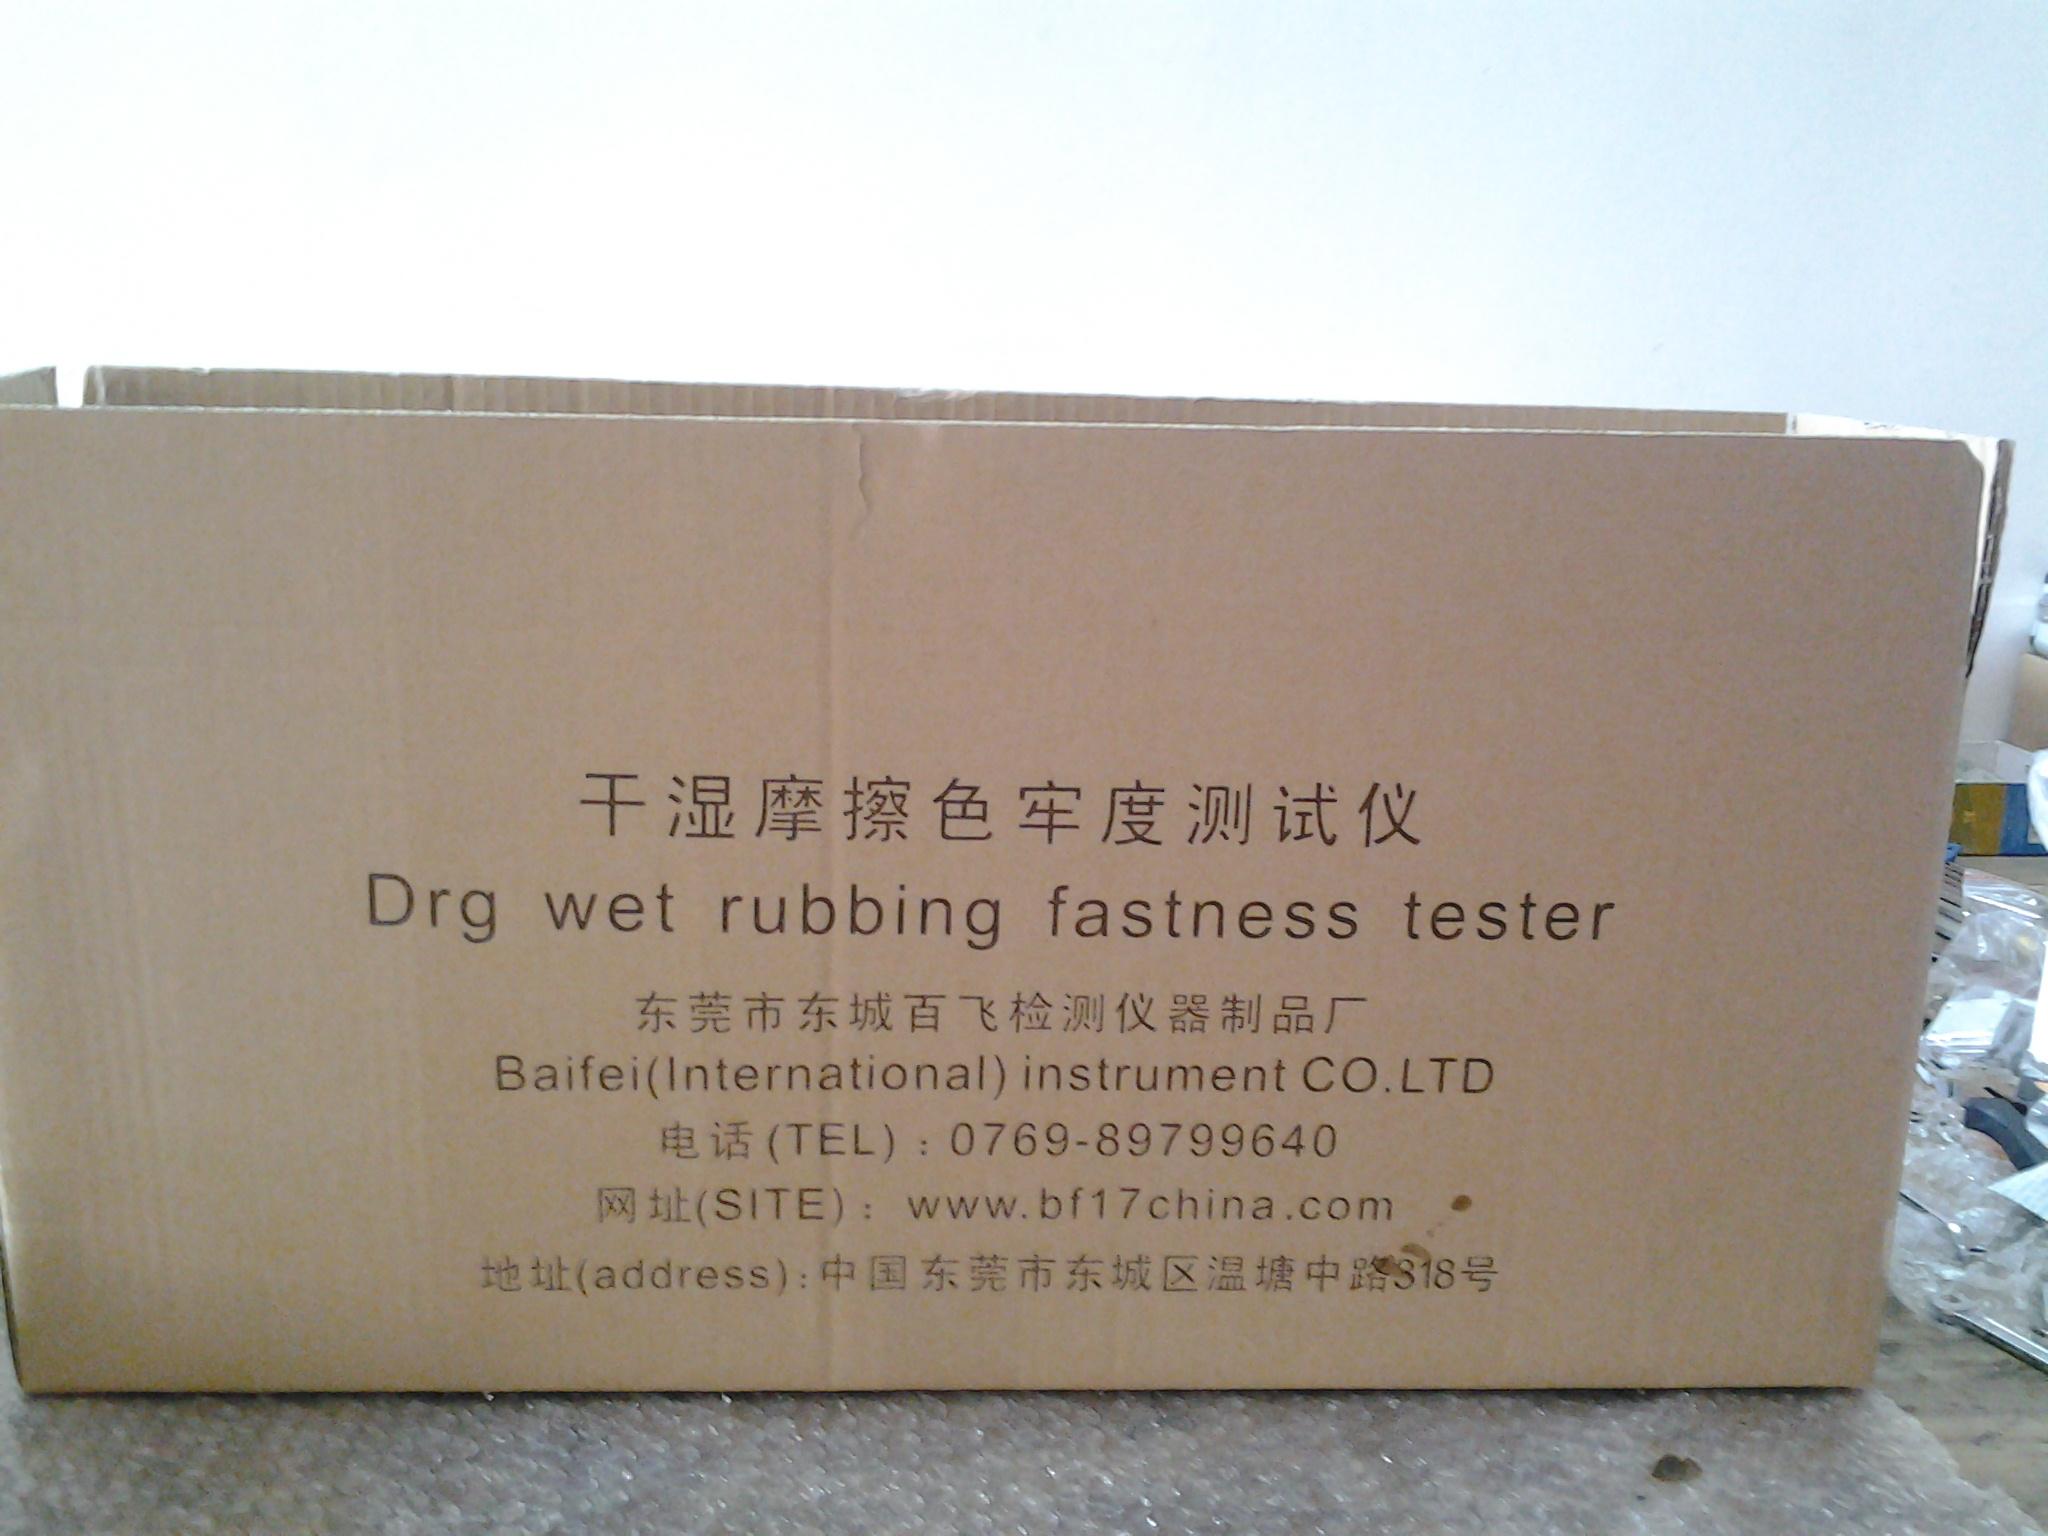 干湿摩擦色牢度测试仪
Drg wet rubbing fastness tester
东莞市东城百飞检测仪器制品厂
Baifei(International) instrument CO.LTD
电话(TEL)：0769-89799640
网址(SITE)： www.bf17china.com
地址(address):中国东莞市东城区温塘中路318号